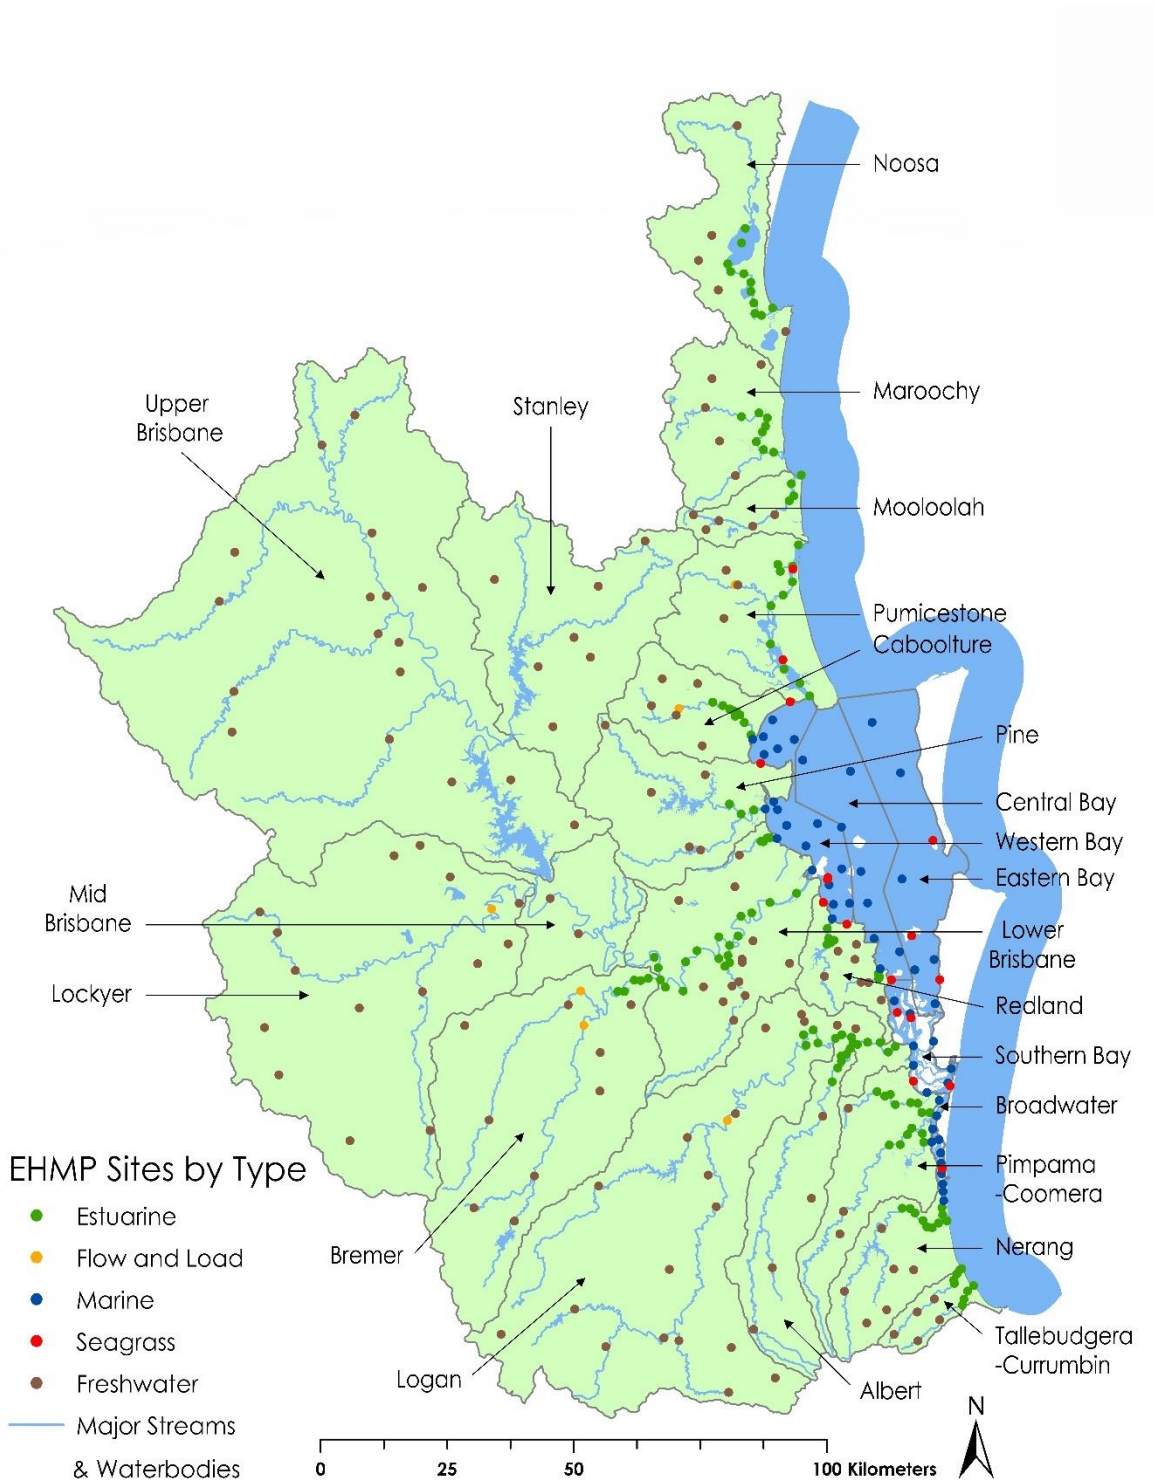 Noosa
Maroochy
Upper
Brisbane
Stanley
Mooloolah
Pumicestone
Caboolture
Pine
Central Bay
Western Bay
Eastern Bay
Mid
Brisbane
Lower
Brisbane
Lockyer
Redland
Southern Bay
Broadwater
Pimpama
-Coomera
Bremer
Nerang
Tallebudgera
-Currumbin
Logan
Albert
EHMP Sites by Type
Estuarine
Flow and Load
Marine
Seagrass
Freshwater
Major Streams
& Waterbodies
N
0 25 50 100 Kilometers